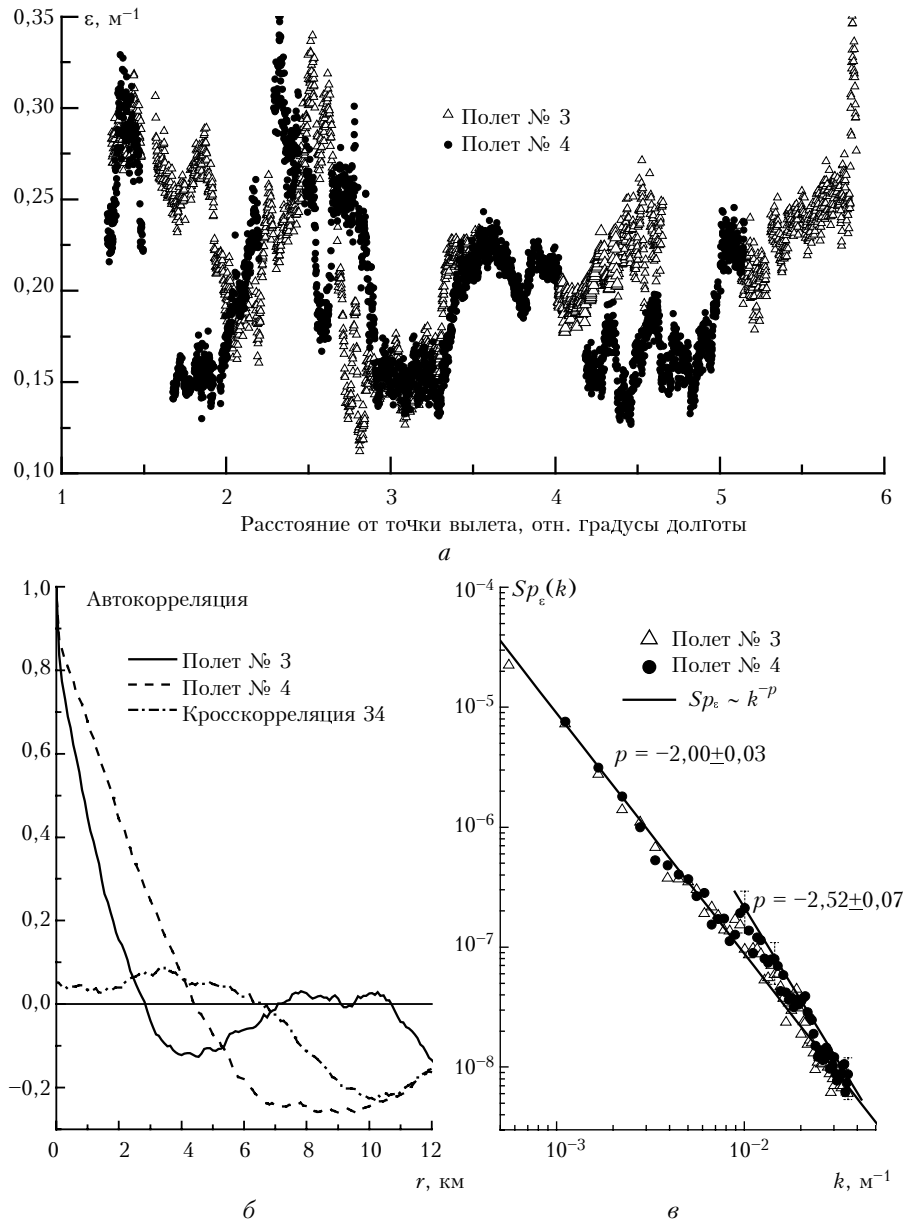 0,35
ε, м⁻¹
0,30
Полет № 3
Полет № 4
0,25
0,20
0,15
0,10
1 2 3 4 5 6
Расстояние от точки вылета, отн. градусы долготы
а
1,0
Автокорреляция
0,8
Полет № 3
Полет № 4
Кросскорреляция 34
0,6
0,4
0,2
0,0
−0,2
0 2 4 6 8 10 12
r, км
б
10⁻⁴
Spε(k)
Полет № 3
Полет № 4
Spε ~ k⁻ᵖ
10⁻⁵
p = −2,00±0,03
10⁻⁶
p = −2,52±0,07
10⁻⁷
10⁻⁸
10⁻³ 10⁻²
k, м⁻¹
в